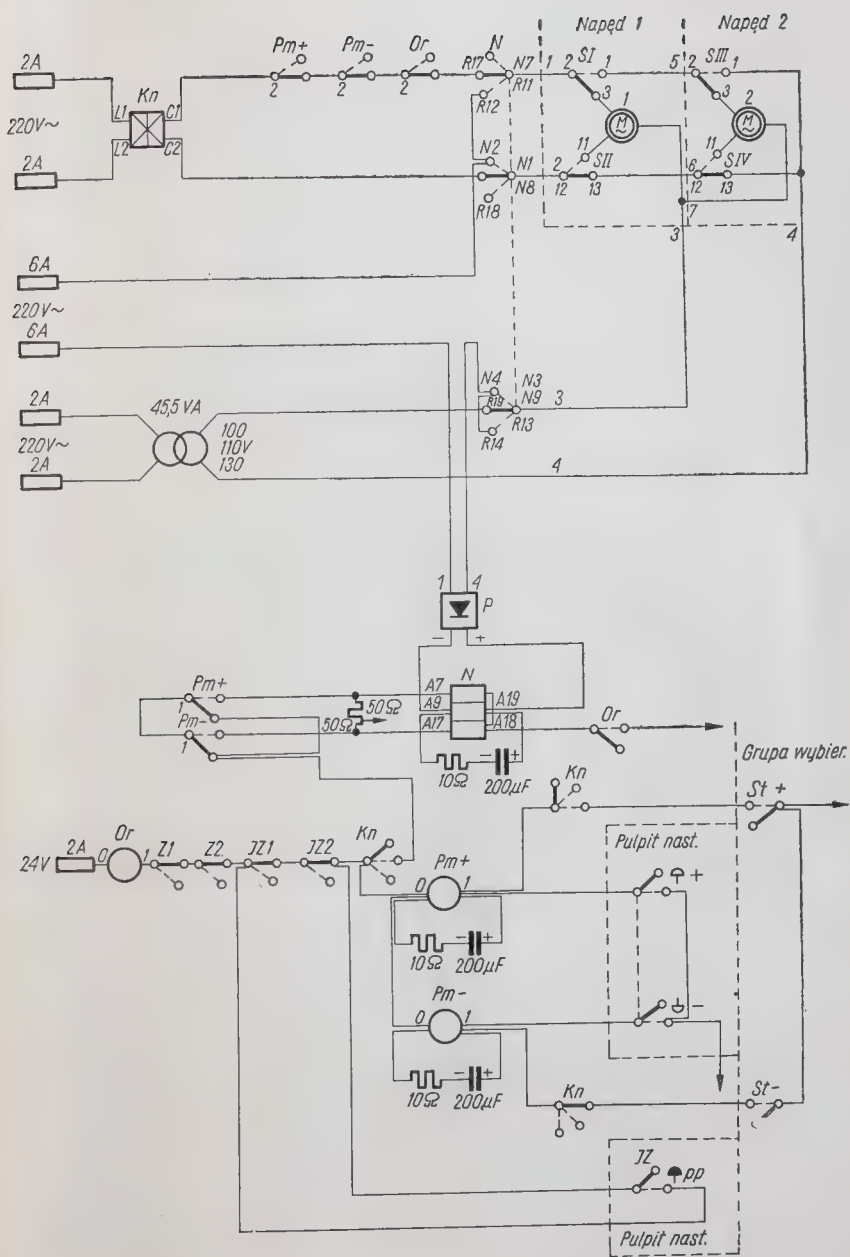 Napęd 1
Napęd 2
2A
Kn
L1
C1
L2
C2
220V~
2A
Pm+
2
Pm-
2
Or
2
N
R17
N7
R11
R12
N2
N1
N8
R18
1
2
SI
1
3
1
M
11
SII
2
12
13
5
2
SIII
1
3
2
M
11
SIV
6
12
13
7
3
4
6A
220V~
6A
N4
N3
R19
N9
R13
R14
3
2A
45,5 VA
220V~
100
110V
130
2A
4
1
4
P
-
+
N
A7
A19
A9
A17
A18
Pm+
1
Pm-
1
50Ω
50Ω
10Ω
- +
200μF
Or
Grupa wybier.
Kn
St +
24V
2A
0
Or
1
Z1
Z2
JZ1
JZ2
Kn
Pm+
0
1
10Ω
- +
200μF
Pulpit nast.
+
Pm-
0
1
-
10Ω
- +
200μF
Kn
St-
JZ
pp
Pulpit nast.